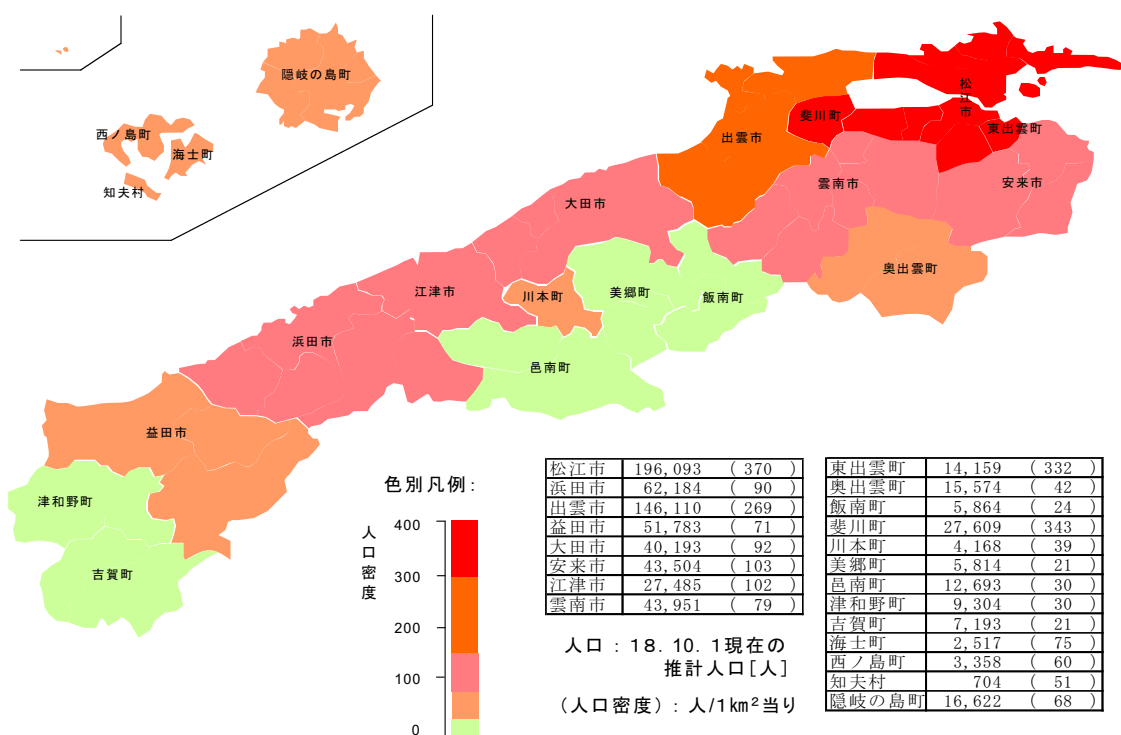 隠岐の島町
西ノ島町
海士町
知夫村
松江市
斐川町
東出雲町
出雲市
雲南市
安来市
大田市
奥出雲町
江津市
川本町
美郷町
飯南町
浜田市
邑南町
益田市
津和野町
吉賀町
色別凡例:
人口密度
400
300
200
100
0
松江市 196,093 (370)
浜田市 62,184 (90)
出雲市 146,110 (269)
益田市 51,783 (71)
大田市 40,193 (92)
安来市 43,504 (103)
江津市 27,485 (102)
雲南市 43,951 (79)
人口:18.10.1現在の
推計人口[人]
(人口密度):人/1km²当り
東出雲町 14,159 (332)
奥出雲町 15,574 (42)
飯南町 5,864 (24)
斐川町 27,609 (343)
川本町 4,168 (39)
美郷町 5,814 (21)
邑南町 12,693 (30)
津和野町 9,304 (30)
吉賀町 7,193 (21)
海士町 2,517 (75)
西ノ島町 3,358 (60)
知夫村 704 (51)
隠岐の島町 16,622 (68)